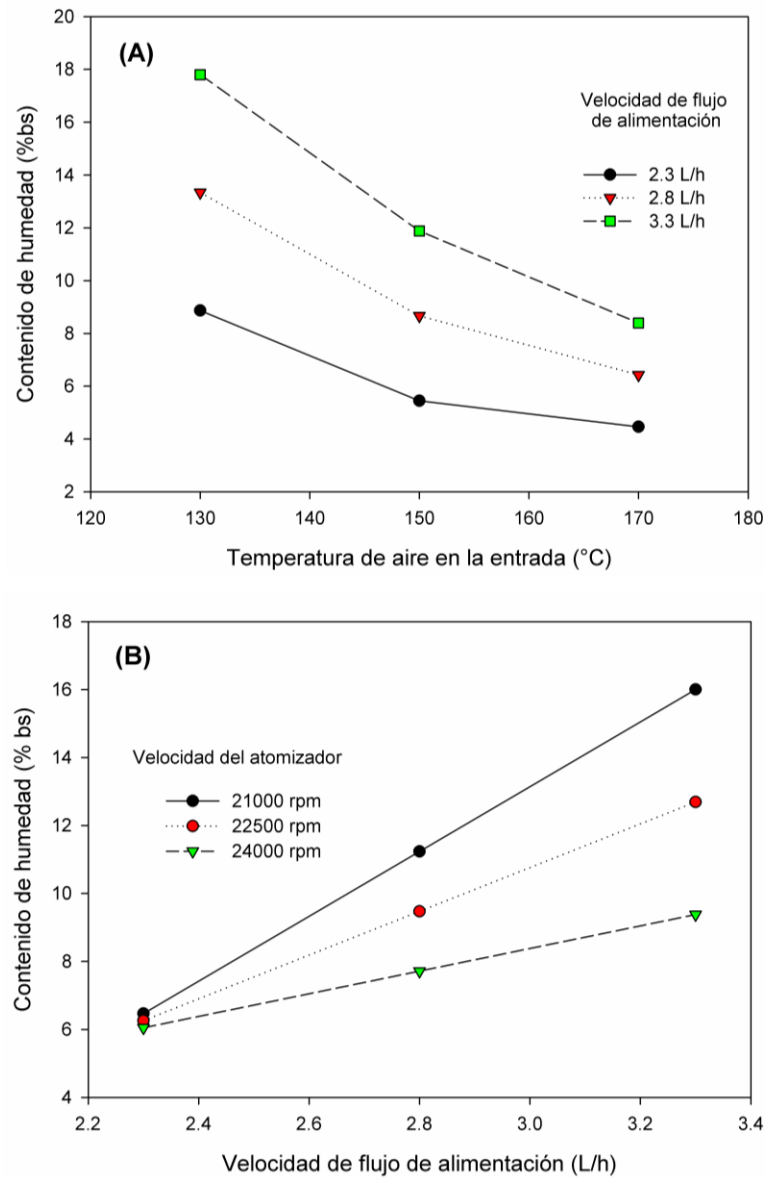 20
18
16
14
12
10
8
6
4
2
(A)
Contenido de humedad (%bs)
Velocidad de flujo
de alimentación
2.3 L/h
2.8 L/h
3.3 L/h
120 130 140 150 160 170 180
Temperatura de aire en la entrada (°C)
18
16
14
12
10
8
6
4
(B)
Contenido de humedad (% bs)
Velocidad del atomizador
21000 rpm
22500 rpm
24000 rpm
2.2 2.4 2.6 2.8 3.0 3.2 3.4
Velocidad de flujo de alimentación (L/h)